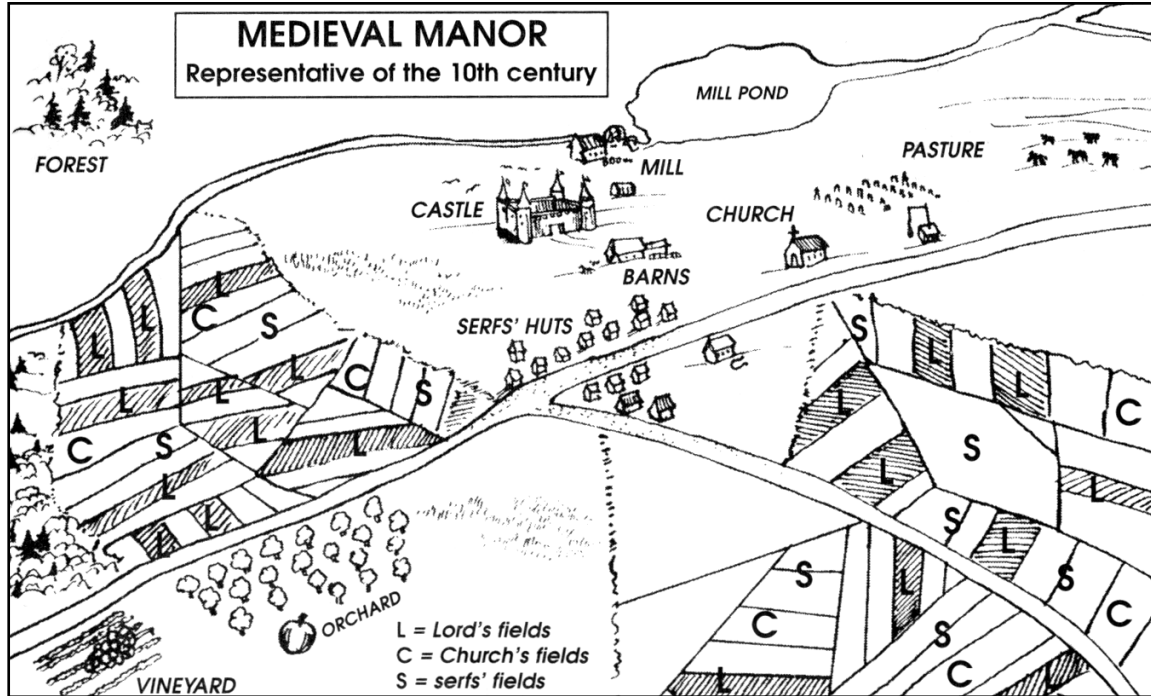 MEDIEVAL MANOR
Representative of the 10th century
FOREST
MILL POND
MILL
PASTURE
CASTLE
CHURCH
BARNS
SERFS' HUTS
L
L
L
C
S
L
L
L
C
S
L
C
S
L
L
L
L
L
S
L
L
C
L
S
L
L
S
L
S
C
S
L
C
S
C
L
L
ORCHARD
VINEYARD
L = Lord's fields
C = Church's fields
S = serfs' fields